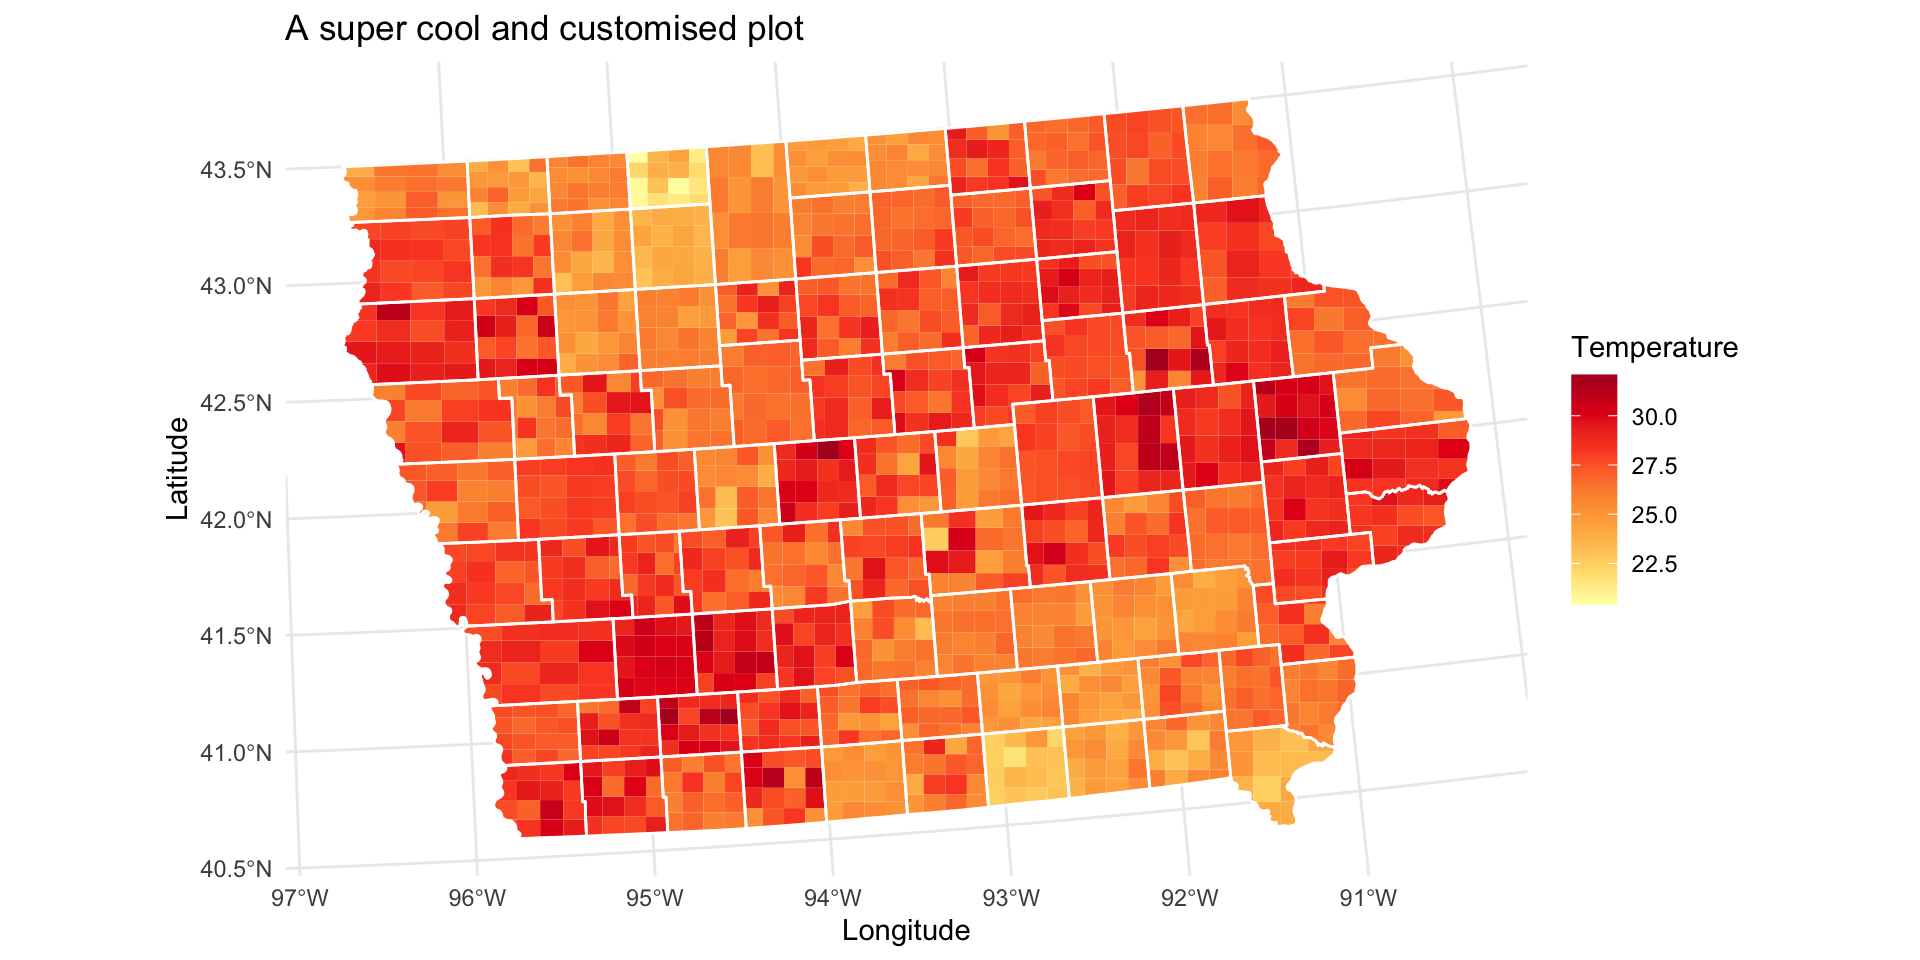 A super cool and customised plot
43.5°N
43.0°N
42.5°N
42.0°N
41.5°N
41.0°N
40.5°N
Latitude
97°W 96°W 95°W 94°W 93°W 92°W 91°W
Longitude
Temperature
30.0
27.5
25.0
22.5